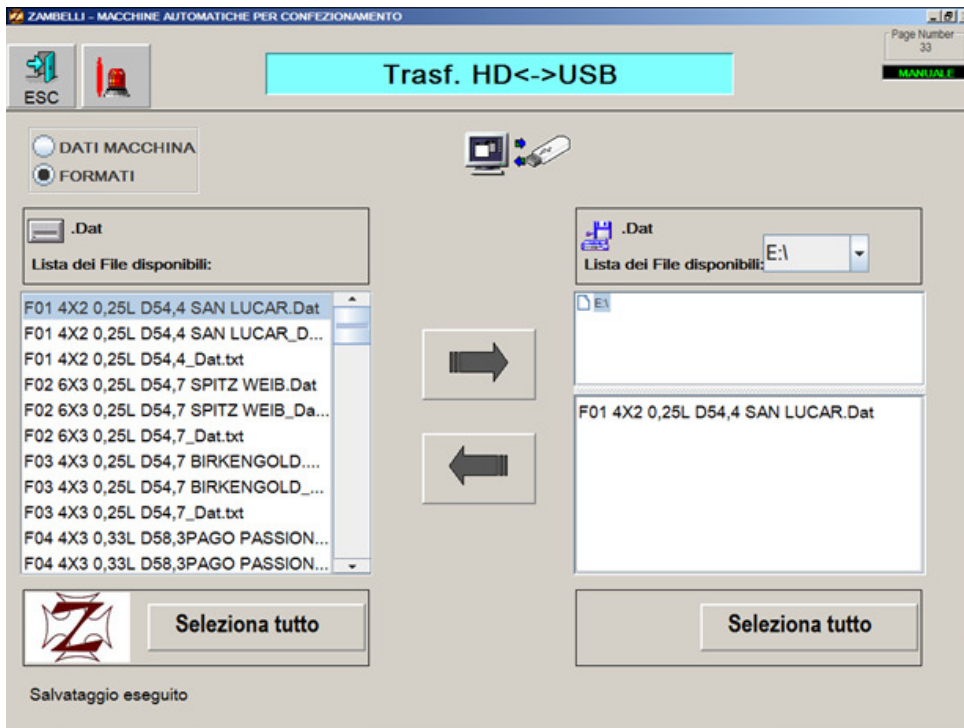 ZAMBELLI - MACCHINE AUTOMATICHE PER CONFEZIONAMENTO
Page Number
33
MANUALE
ESC
Trasf. HD<->USB
DATI MACCHINA
FORMATI
.Dat
Lista dei File disponibili:
F01 4X2 0,25L D54,4 SAN LUCAR.Dat
F01 4X2 0,25L D54,4 SAN LUCAR_D...
F01 4X2 0,25L D54,4_Dat.txt
F02 6X3 0,25L D54,7 SPITZ WEIB.Dat
F02 6X3 0,25L D54,7 SPITZ WEIB_Da...
F02 6X3 0,25L D54,7_Dat.txt
F03 4X3 0,25L D54,7 BIRKENGOLD....
F03 4X3 0,25L D54,7 BIRKENGOLD_...
F03 4X3 0,25L D54,7_Dat.txt
F04 4X3 0,33L D58,3PAGO PASSION...
F04 4X3 0,33L D58,3PAGO PASSION...
Seleziona tutto
.Dat
Lista dei File disponibili:
E:\
E:\
F01 4X2 0,25L D54,4 SAN LUCAR.Dat
Seleziona tutto
Salvataggio eseguito